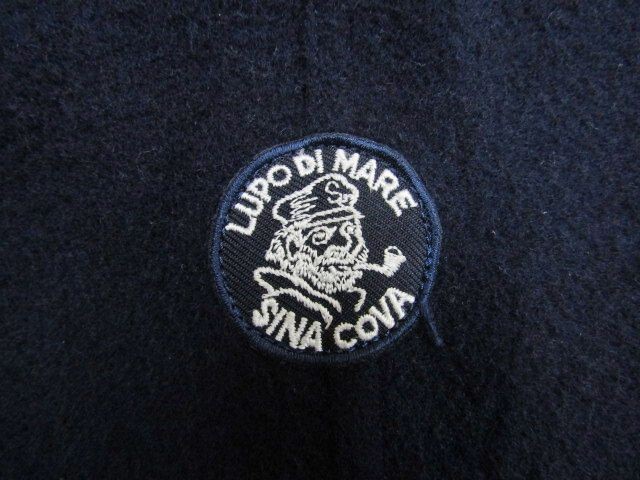 LUPO Di MARE
SINA COVA